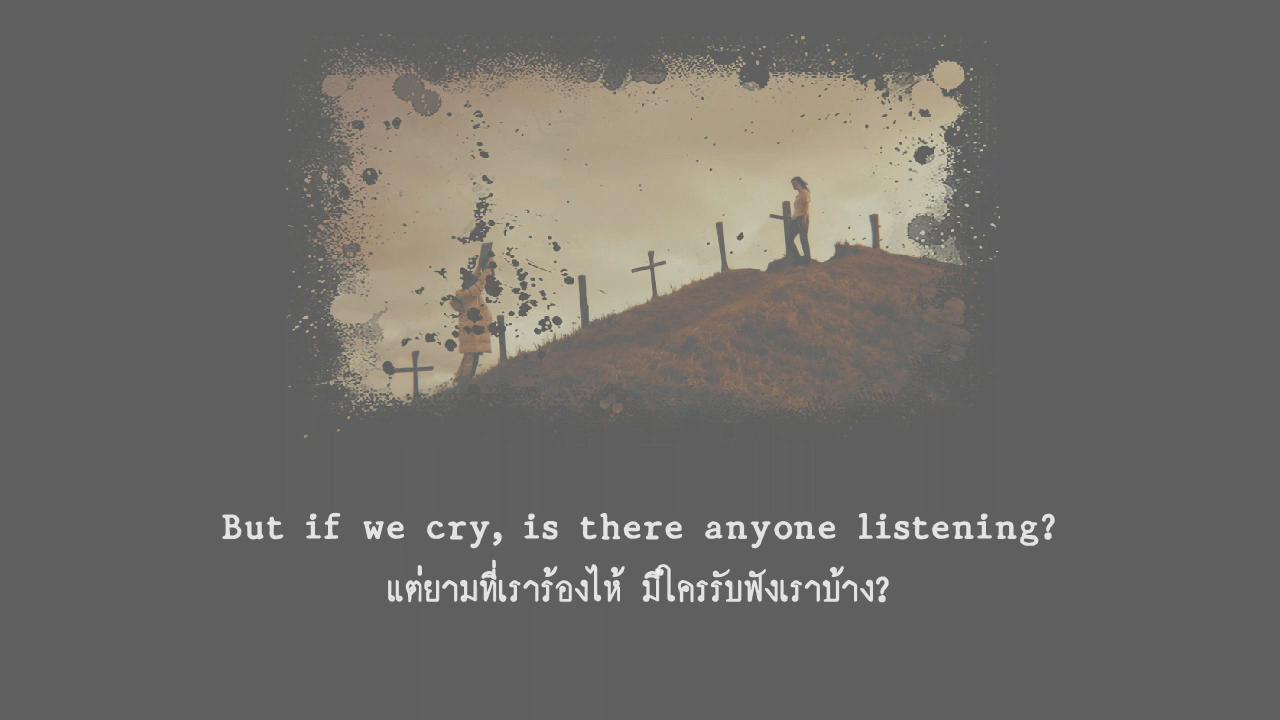 But if we cry, is there anyone listening?
แต่ยามที่เราร้องไห้ มีใครรับฟังเราบ้าง?